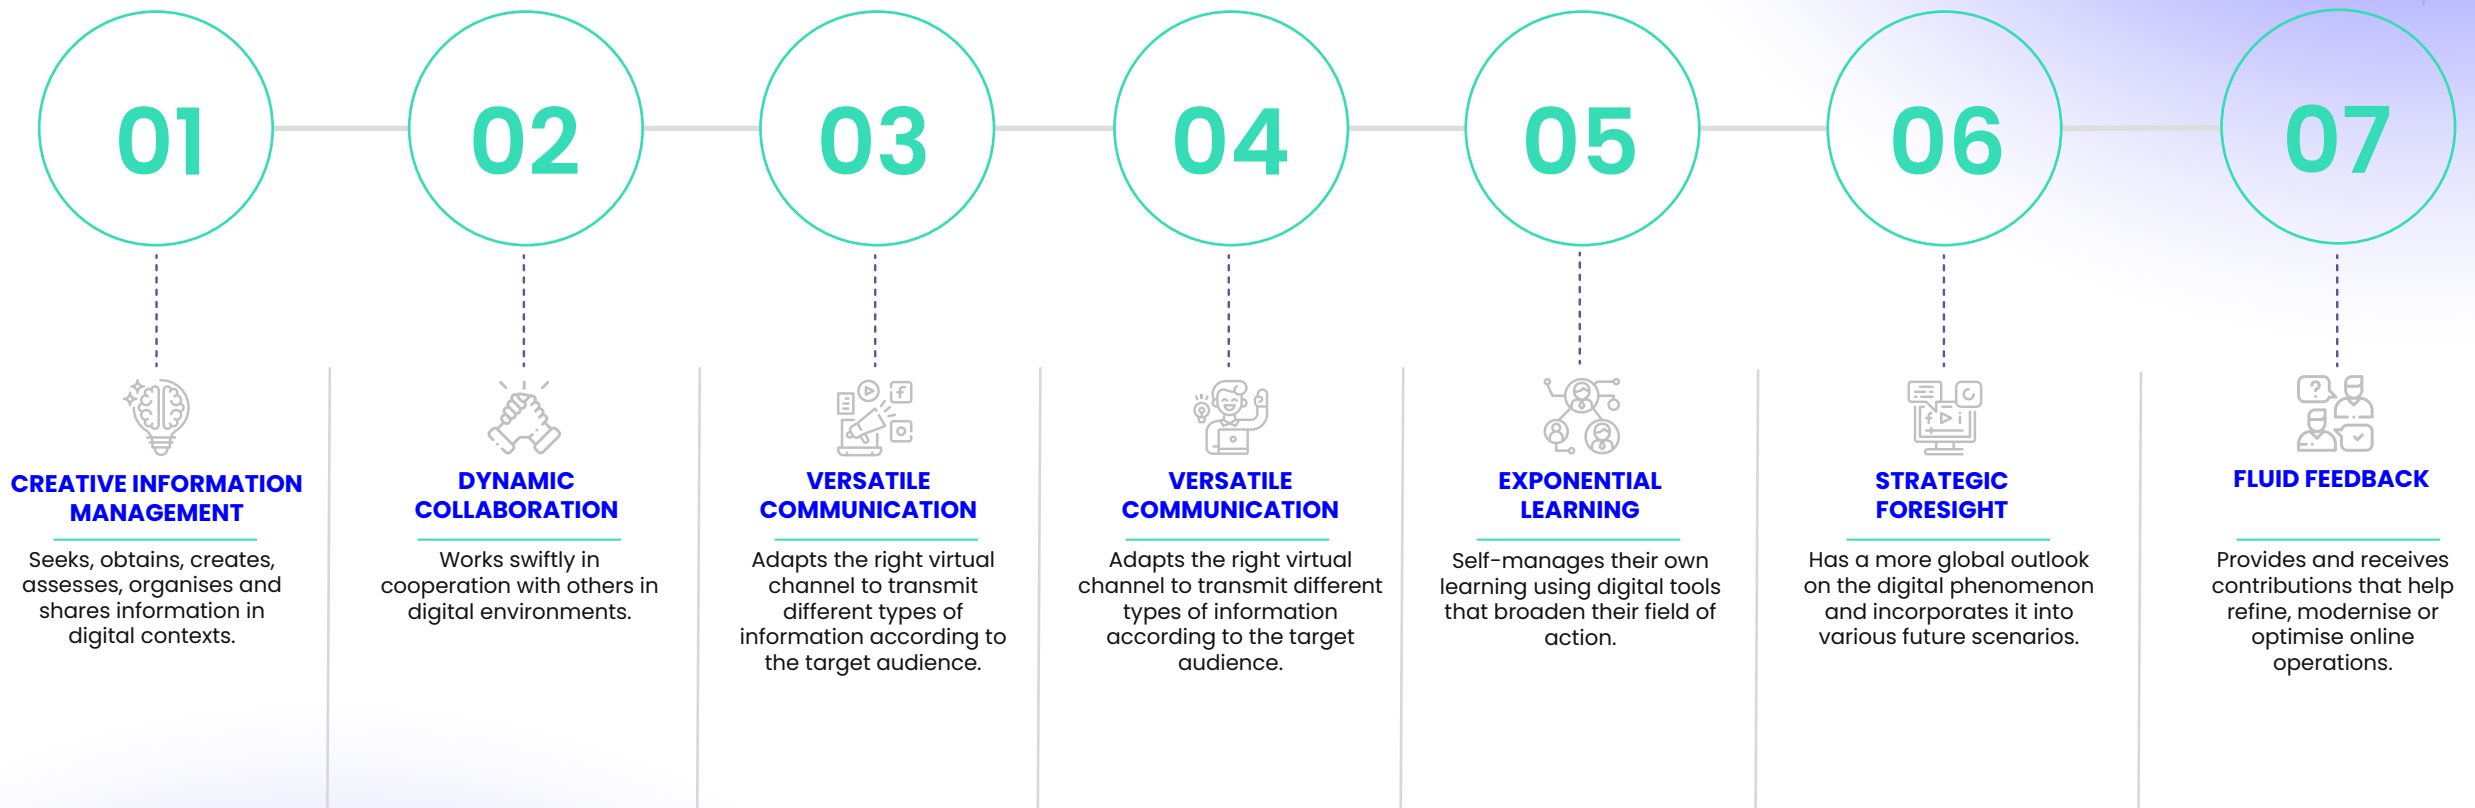 01
02
03
04
05
06
07
CREATIVE INFORMATION
MANAGEMENT
Seeks, obtains, creates,
assesses, organises and
shares information in
digital contexts.
DYNAMIC
COLLABORATION
Works swiftly in
cooperation with others in
digital environments.
VERSATILE
COMMUNICATION
Adapts the right virtual
channel to transmit
different types of
information according to
the target audience.
VERSATILE
COMMUNICATION
Adapts the right virtual
channel to transmit different
types of information
according to the target
audience.
EXPONENTIAL
LEARNING
Self-manages their own
learning using digital tools
that broaden their field of
action.
STRATEGIC
FORESIGHT
Has a more global outlook
on the digital phenomenon
and incorporates it into
various future scenarios.
FLUID FEEDBACK
Provides and receives
contributions that help
refine, modernise or
optimise online
operations.